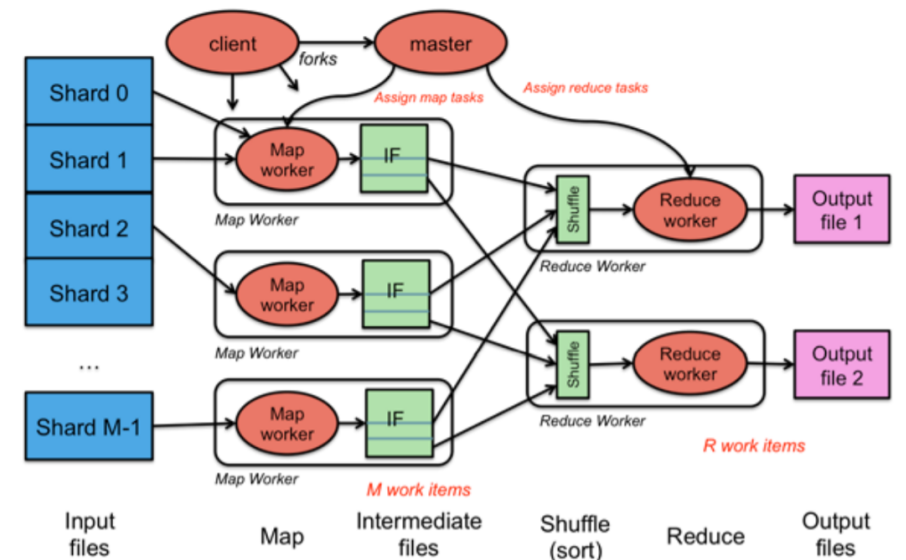 client
forks
master
Assign map tasks
Assign reduce tasks
Shard 0
Shard 1
Shard 2
Shard 3
...
Shard M-1
Map
worker
IF
Map Worker
Map
worker
IF
Map Worker
Map
worker
IF
Map Worker
M work items
Shuffle
Reduce
worker
Reduce Worker
Shuffle
Reduce
worker
Reduce Worker
R work items
Output
file 1
Output
file 2
Input
files
Map
Intermediate
files
Shuffle
(sort)
Reduce
Output
files